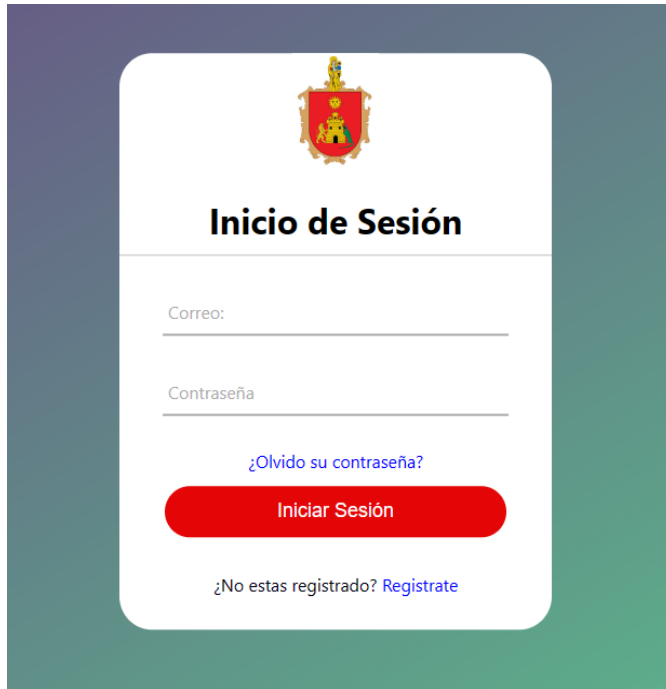 Inicio de Sesión
Correo:
Contraseña
¿Olvido su contraseña?
Iniciar Sesión
¿No estas registrado? Registrate